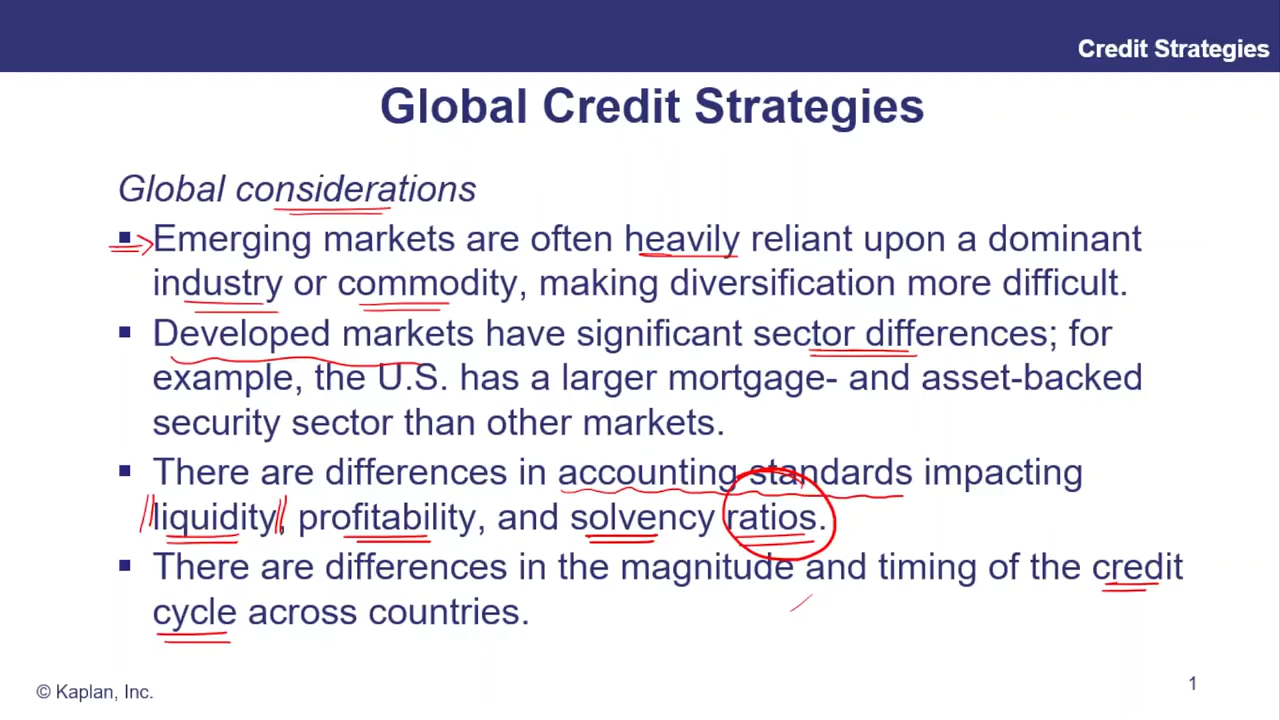 Credit Strategies
Global Credit Strategies
Global considerations
▪ Emerging markets are often heavily reliant upon a dominant
industry or commodity, making diversification more difficult.
▪ Developed markets have significant sector differences; for
example, the U.S. has a larger mortgage- and asset-backed
security sector than other markets.
▪ There are differences in accounting standards impacting
liquidity, profitability, and solvency ratios.
▪ There are differences in the magnitude and timing of the credit
cycle across countries.
© Kaplan, Inc.
1